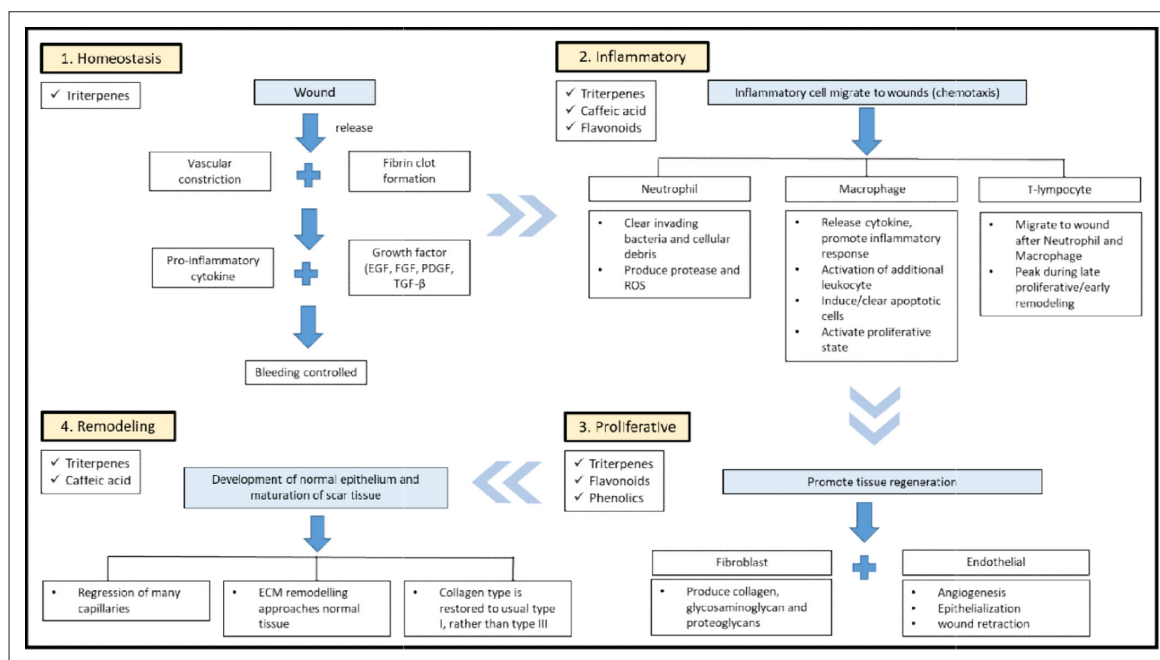 1. Homeostasis
✓ Triterpenes
Wound
release
Vascular
constriction
Fibrin clot
formation
Pro-inflammatory
cytokine
Growth factor
(EGF, FGF, PDGF,
TGF-β
Bleeding controlled
2. Inflammatory
✓ Triterpenes
✓ Caffeic acid
✓ Flavonoids
Inflammatory cell migrate to wounds (chemotaxis)
Neutrophil
• Clear invading
bacteria and cellular
debris
• Produce protease and
ROS
Macrophage
• Release cytokine,
promote inflammatory
response
• Activation of additional
leukocyte
• Induce/clear apoptotic
cells
• Activate proliferative
state
T-lympocyte
• Migrate to wound
after Neutrophil and
Macrophage
• Peak during late
proliferative/early
remodeling
3. Proliferative
✓ Triterpenes
✓ Flavonoids
✓ Phenolics
Promote tissue regeneration
Fibroblast
• Produce collagen,
glycosaminoglycan and
proteoglycans
Endothelial
• Angiogenesis
• Epithelialization
• wound retraction
4. Remodeling
✓ Triterpenes
✓ Caffeic acid
Development of normal epithelium and
maturation of scar tissue
• Regression of many
capillaries
• ECM remodelling
approaches normal
tissue
• Collagen type is
restored to usual type
I, rather than type III